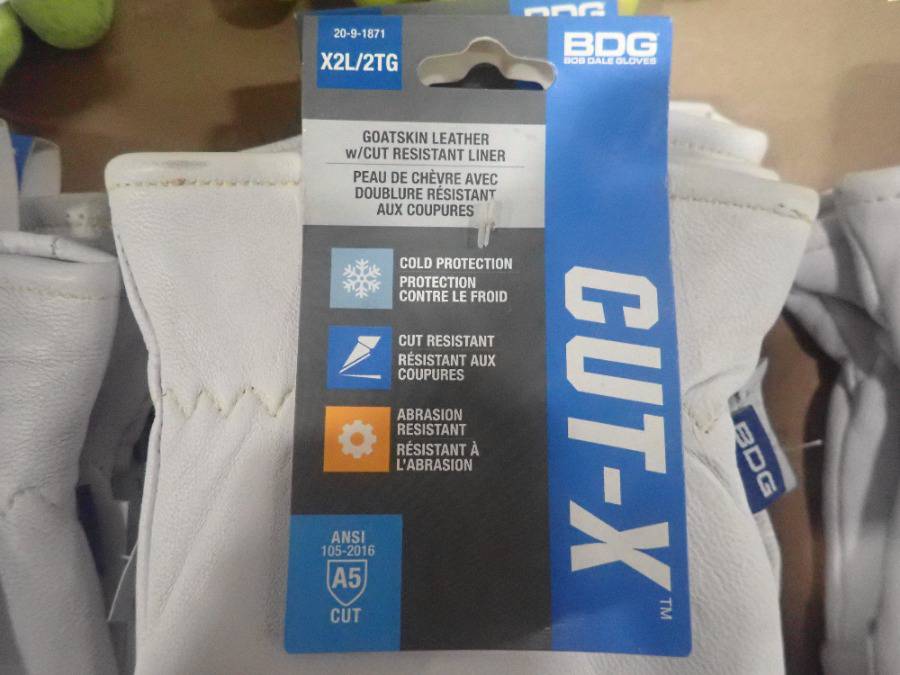 20-9-1871
X2L/2TG
BDG
BDG
BOB DALE GLOVES
GOATSKIN LEATHER
w/CUT RESISTANT LINER
PEAU DE CHÈVRE AVEC
DOUBLURE RÉSISTANT
AUX COUPURES
COLD PROTECTION
PROTECTION
CONTRE LE FROID
CUT RESISTANT
RÉSISTANT AUX
COUPURES
ABRASION
RESISTANT
RÉSISTANT À
L'ABRASION
ANSI
105-2016
A5
CUT
CUT-X™
BDG